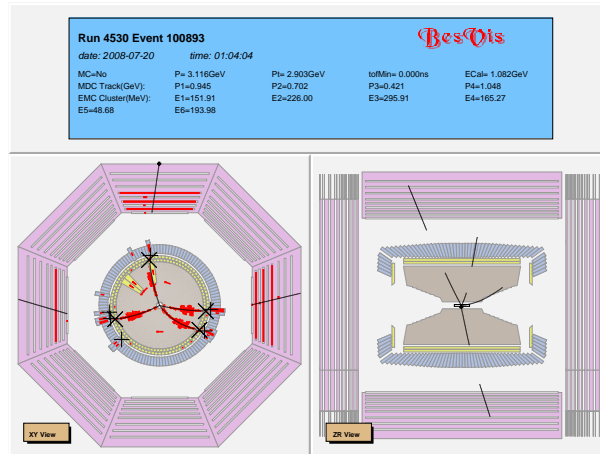 Run 4530 Event 100893
BesVis
date: 2008-07-20 time: 01:04:04
MC=No P= 3.116GeV Pt= 2.903GeV tofMin= 0.000ns ECal= 1.082GeV
MDC Track(GeV): P1=0.945 P2=0.702 P3=0.421 P4=1.048
EMC Cluster(MeV): E1=151.91 E2=226.00 E3=295.91 E4=165.27
E5=48.68 E6=193.98
XY View
ZR View